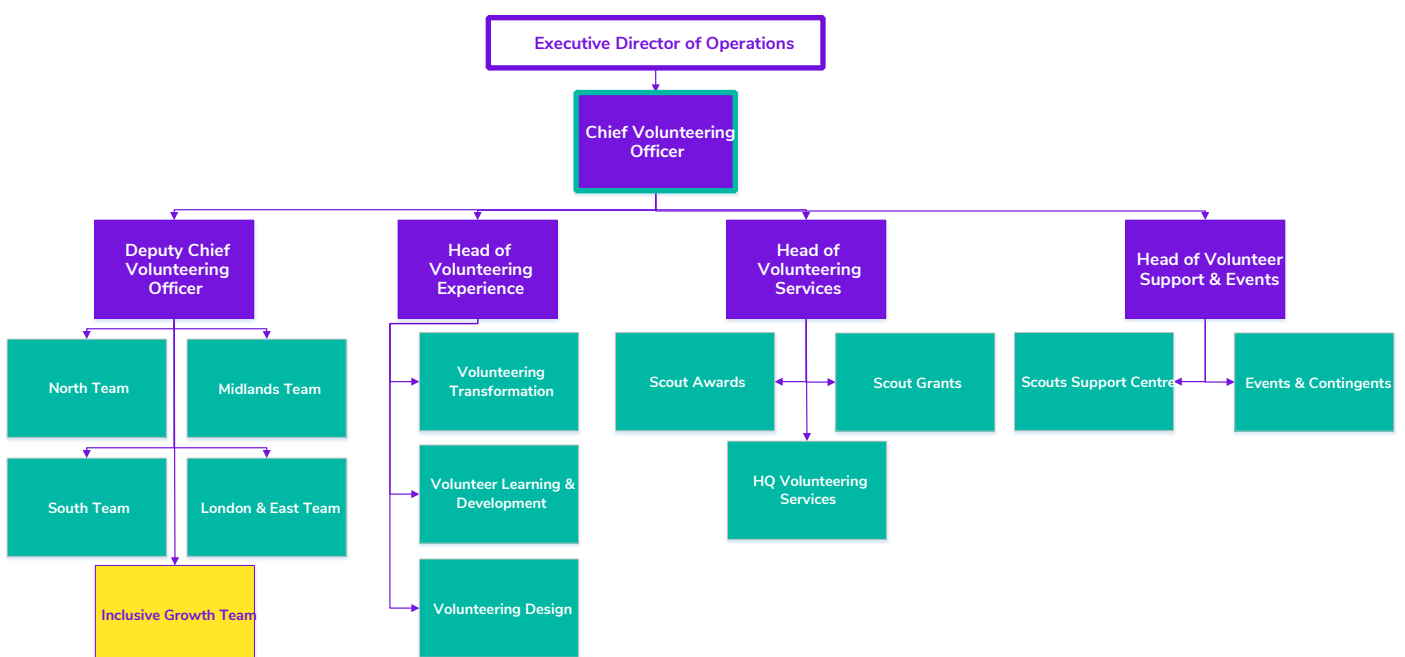 Executive Director of Operations
Chief Volunteering
Officer
Deputy Chief
Volunteering
Officer
Head of
Volunteering
Experience
Head of
Volunteering
Services
Head of Volunteer
Support & Events
North Team
Midlands Team
South Team
London & East Team
Inclusive Growth Team
Volunteering
Transformation
Volunteer Learning &
Development
Volunteering Design
Scout Awards
Scout Grants
HQ Volunteering
Services
Scouts Support Centre
Events & Contingents